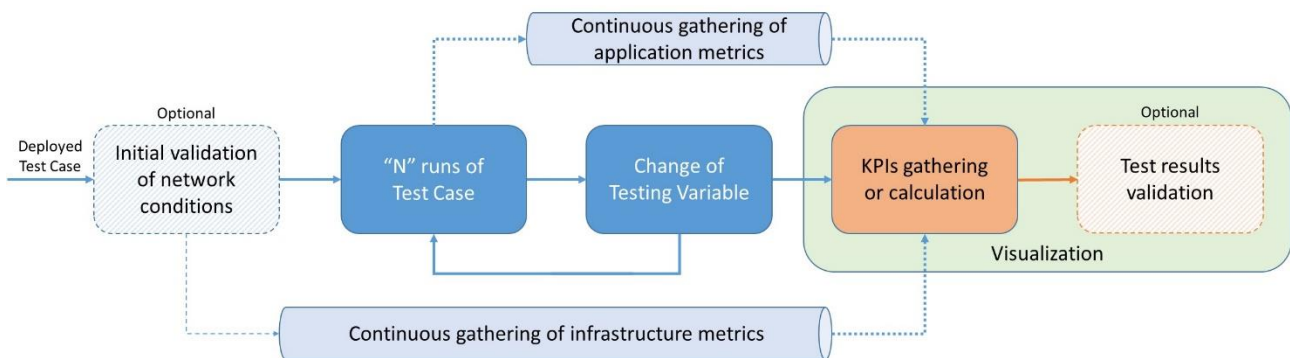 Continuous gathering of
application metrics
Optional
Deployed
Test Case
Initial validation
of network
conditions
“N” runs of
Test Case
Change of
Testing Variable
KPIs gathering
or calculation
Optional
Test results
validation
Visualization
Continuous gathering of infrastructure metrics